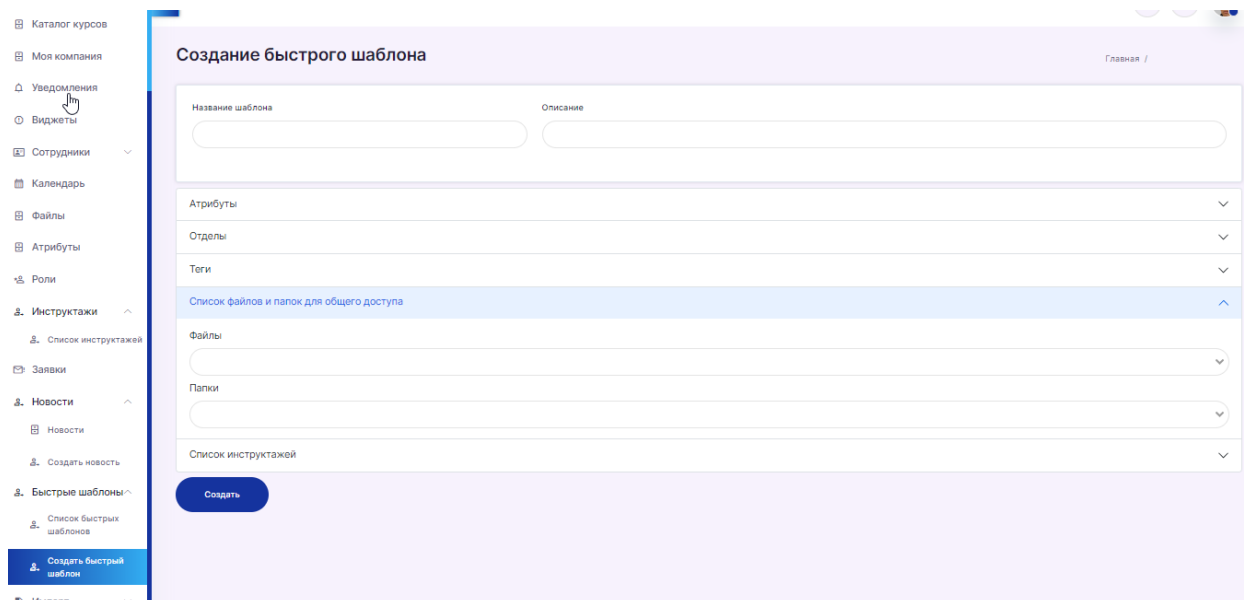 Каталог курсов
Моя компания
Уведомления
Виджеты
Сотрудники
Календарь
Файлы
Атрибуты
Роли
Инструктажи
Список инструктажей
Заявки
Новости
Новости
Создать новость
Быстрые шаблоны
Список быстрых
шаблонов
Создать быстрый
шаблон
Создание быстрого шаблона
Главная /
Название шаблона
Описание
Атрибуты
Отделы
Теги
Список файлов и папок для общего доступа
Файлы
Папки
Список инструктажей
Создать